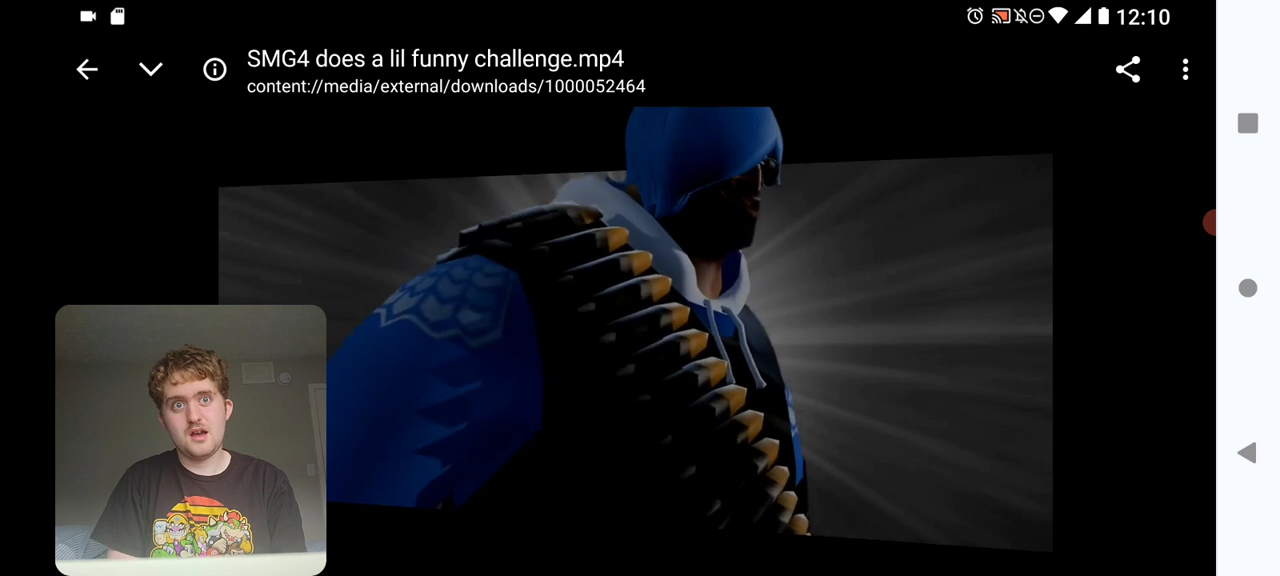 12:10
SMG4 does a lil funny challenge.mp4
content://media/external/downloads/1000052464